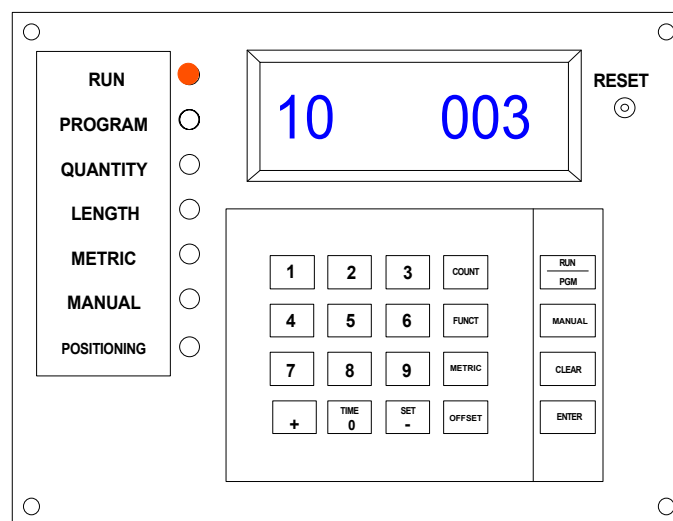 RUN
PROGRAM
QUANTITY
LENGTH
METRIC
MANUAL
POSITIONING
10 003
RESET
1 2 3 COUNT
4 5 6 FUNCT
7 8 9 METRIC
+ TIME 0 SET - OFFSET
RUN
PGM
MANUAL
CLEAR
ENTER